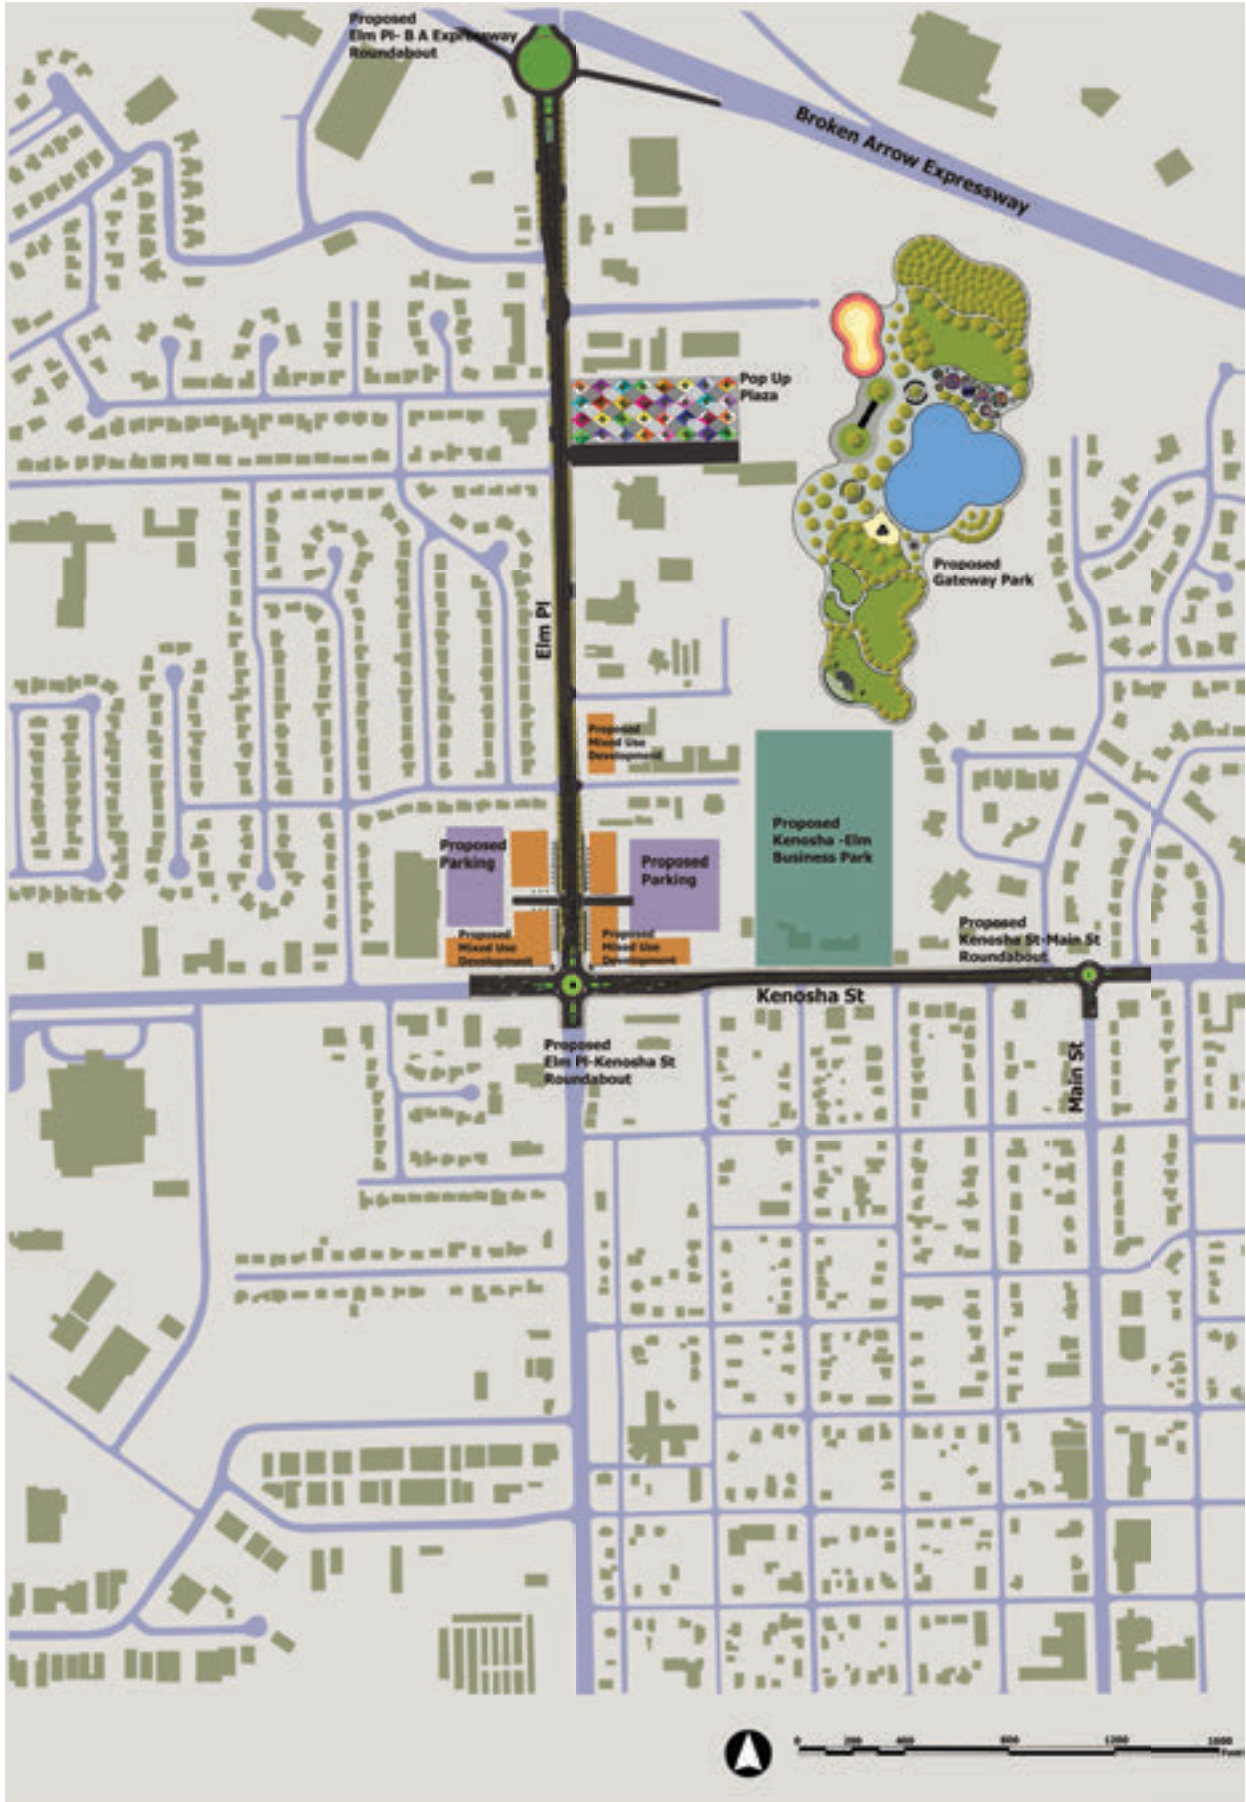 Proposed
Elm Pl- B A Expressway
Roundabout
Broken Arrow Expressway
Pop Up
Plaza
Proposed
Gateway Park
Elm Pl
Proposed
Mixed Use
Development
Proposed
Parking
Proposed
Parking
Proposed
Kenosha -Elm
Business Park
Proposed
Mixed Use
Development
Proposed
Mixed Use
Development
Proposed
Kenosha St-Main St
Roundabout
Kenosha St
Proposed
Elm Pl-Kenosha St
Roundabout
Main St
0 200 400 800 1200 1600
Feet